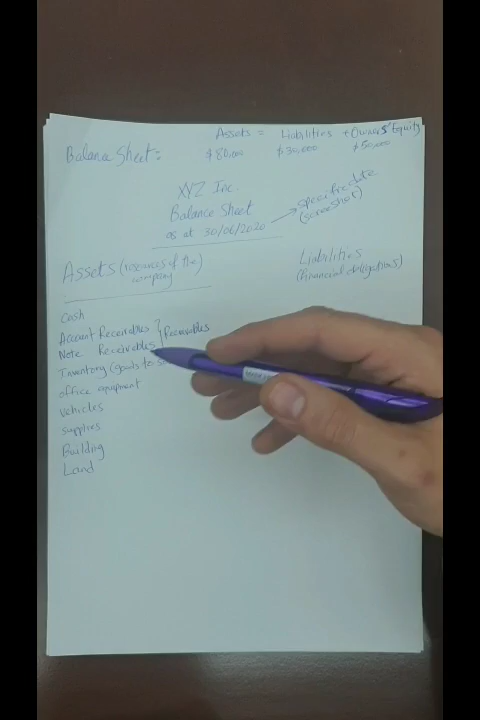 Assets = Liabilities + Owners' Equity
Balance Sheet:
$80,000 $30,000 $50,000
XYZ Inc.
Balance Sheet
as at 30/06/2020
specific date
(screeshot)
Assets (resources of the company)
Liabilities
(financial obligations)
Cash
Account Receivables
Note Receivables
} Receivables
Inventory (goods to
office equipment
vehicles
supplies
Building
Land